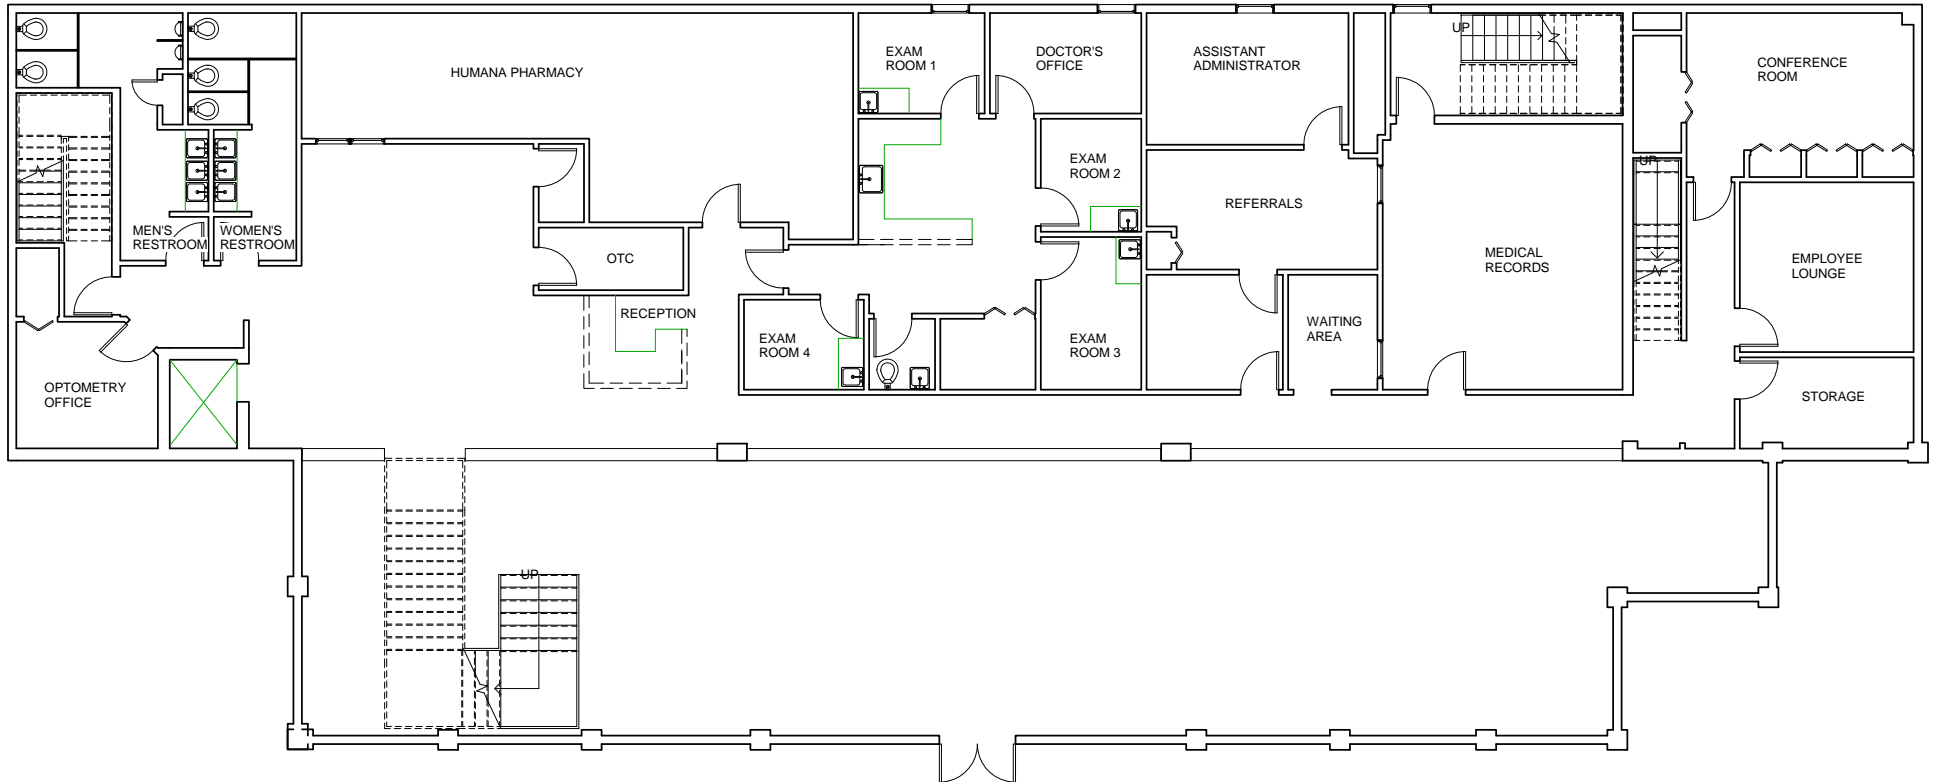 EXAM
ROOM 1
DOCTOR'S
OFFICE
ASSISTANT
ADMINISTRATOR
UP
CONFERENCE
ROOM
HUMANA PHARMACY
EXAM
ROOM 2
UP
REFERRALS
MEN'S
RESTROOM
WOMEN'S
RESTROOM
OTC
MEDICAL
RECORDS
EMPLOYEE
LOUNGE
RECEPTION
WAITING
AREA
EXAM
ROOM 4
EXAM
ROOM 3
OPTOMETRY
OFFICE
STORAGE
UP